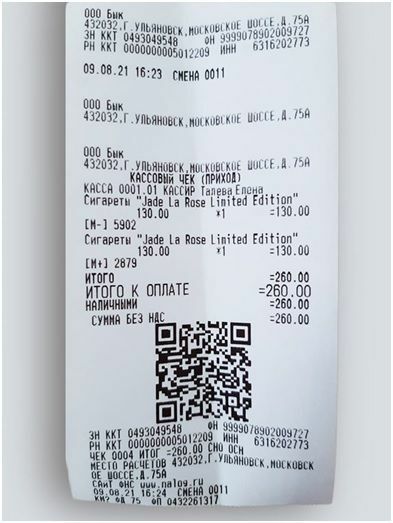 ООО Бык
432032,Г.УЛЬЯНОВСК,МОСКОВСКОЕ ШОССЕ,Д.75А
ЗН ККТ 0493049548 ФН 9999078902009727
РН ККТ 0000000005012209 ИНН 6316202773
09.08.21 16:23 СМЕНА 0011
ООО Бык
432032,Г.УЛЬЯНОВСК,МОСКОВСКОЕ ШОССЕ,Д.75А
ООО Бык
432032,Г.УЛЬЯНОВСК,МОСКОВСКОЕ ШОССЕ,Д.75А
КАССОВЫЙ ЧЕК (ПРИХОД)
КАССА 0001.01 КАССИР Талева Елена
Сигареты "Jade La Rose Limited Edition"
130.00 *1 =130.00
[М-] 5902
Сигареты "Jade La Rose Limited Edition"
130.00 *1 =130.00
[М+] 2879
ИТОГО =260.00
ИТОГО К ОПЛАТЕ =260.00
НАЛИЧНЫМИ =260.00
СУММА БЕЗ НДС =260.00
ЗН ККТ 0493049548 ФН 9999078902009727
РН ККТ 0000000005012209 ИНН 6316202773
ЧЕК 0004 ИТОГ =260.00 СНО ОСН
МЕСТО РАСЧЕТОВ 432032,Г.УЛЬЯНОВСК,МОСКОВСК
ОЕ ШОССЕ,Д.75А
САЙТ ФНС www.nalog.ru
09.08.21 16:24 СМЕНА 0011
ФД 75 ФП 0432261317